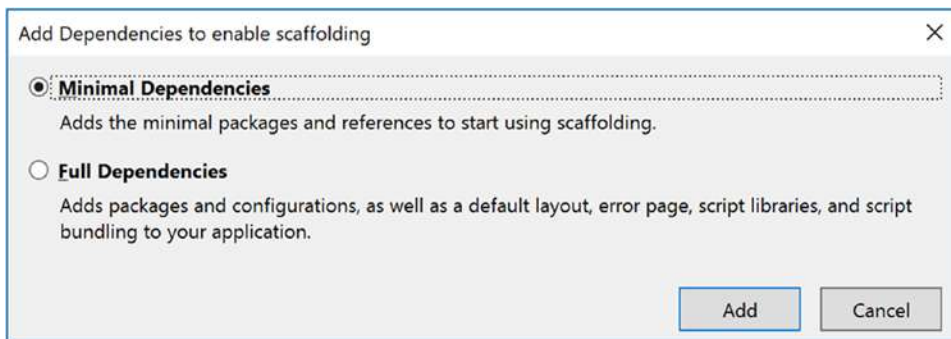 Add Dependencies to enable scaffolding
Minimal Dependencies
Adds the minimal packages and references to start using scaffolding.
Full Dependencies
Adds packages and configurations, as well as a default layout, error page, script libraries, and script
bundling to your application.
Add
Cancel